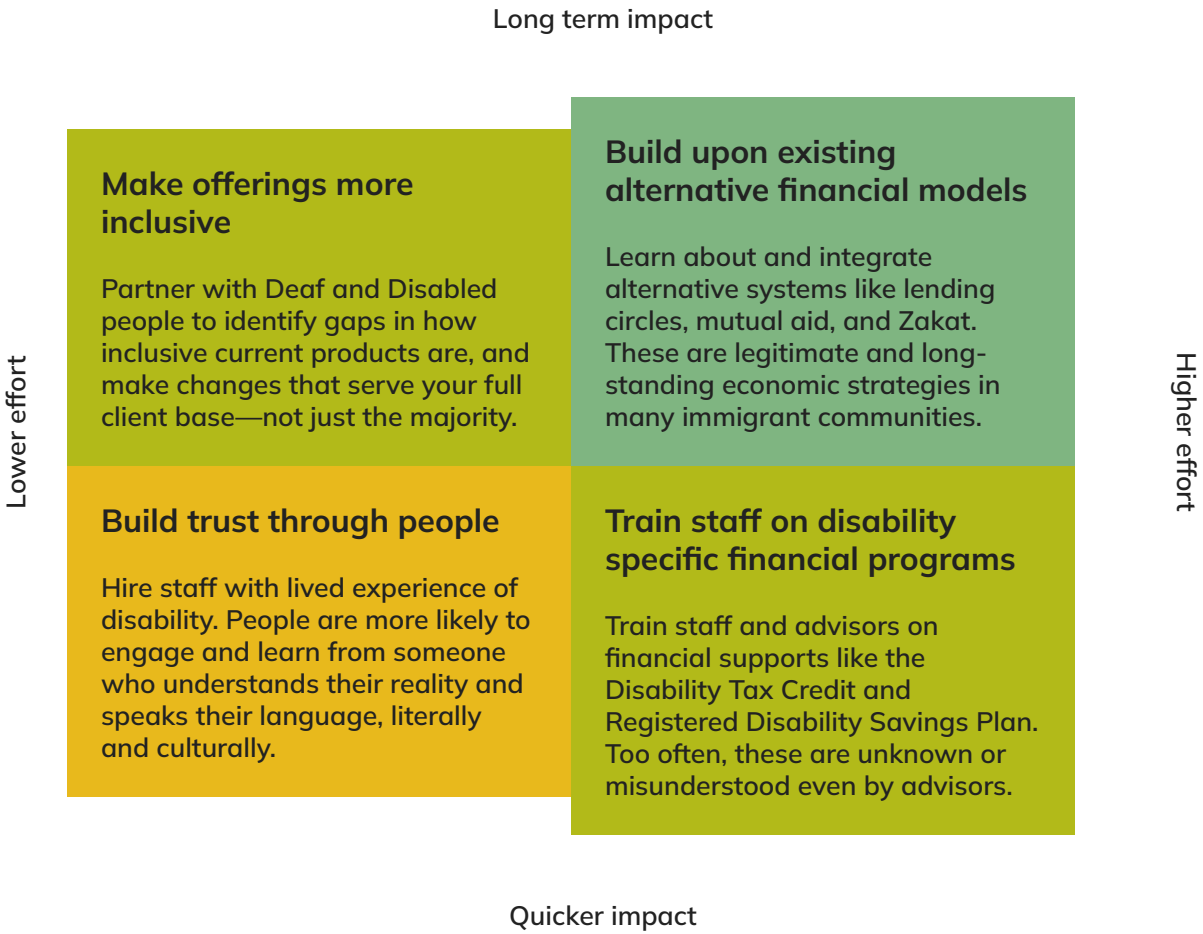 Long term impact
Make offerings more
inclusive
Partner with Deaf and Disabled
people to identify gaps in how
inclusive current products are, and
make changes that serve your full
client base—not just the majority.
Build upon existing
alternative financial models
Learn about and integrate
alternative systems like lending
circles, mutual aid, and Zakat.
These are legitimate and long-
standing economic strategies in
many immigrant communities.
Lower effort
Higher effort
Build trust through people
Hire staff with lived experience of
disability. People are more likely to
engage and learn from someone
who understands their reality and
speaks their language, literally
and culturally.
Train staff on disability
specific financial programs
Train staff and advisors on
financial supports like the
Disability Tax Credit and
Registered Disability Savings Plan.
Too often, these are unknown or
misunderstood even by advisors.
Quicker impact